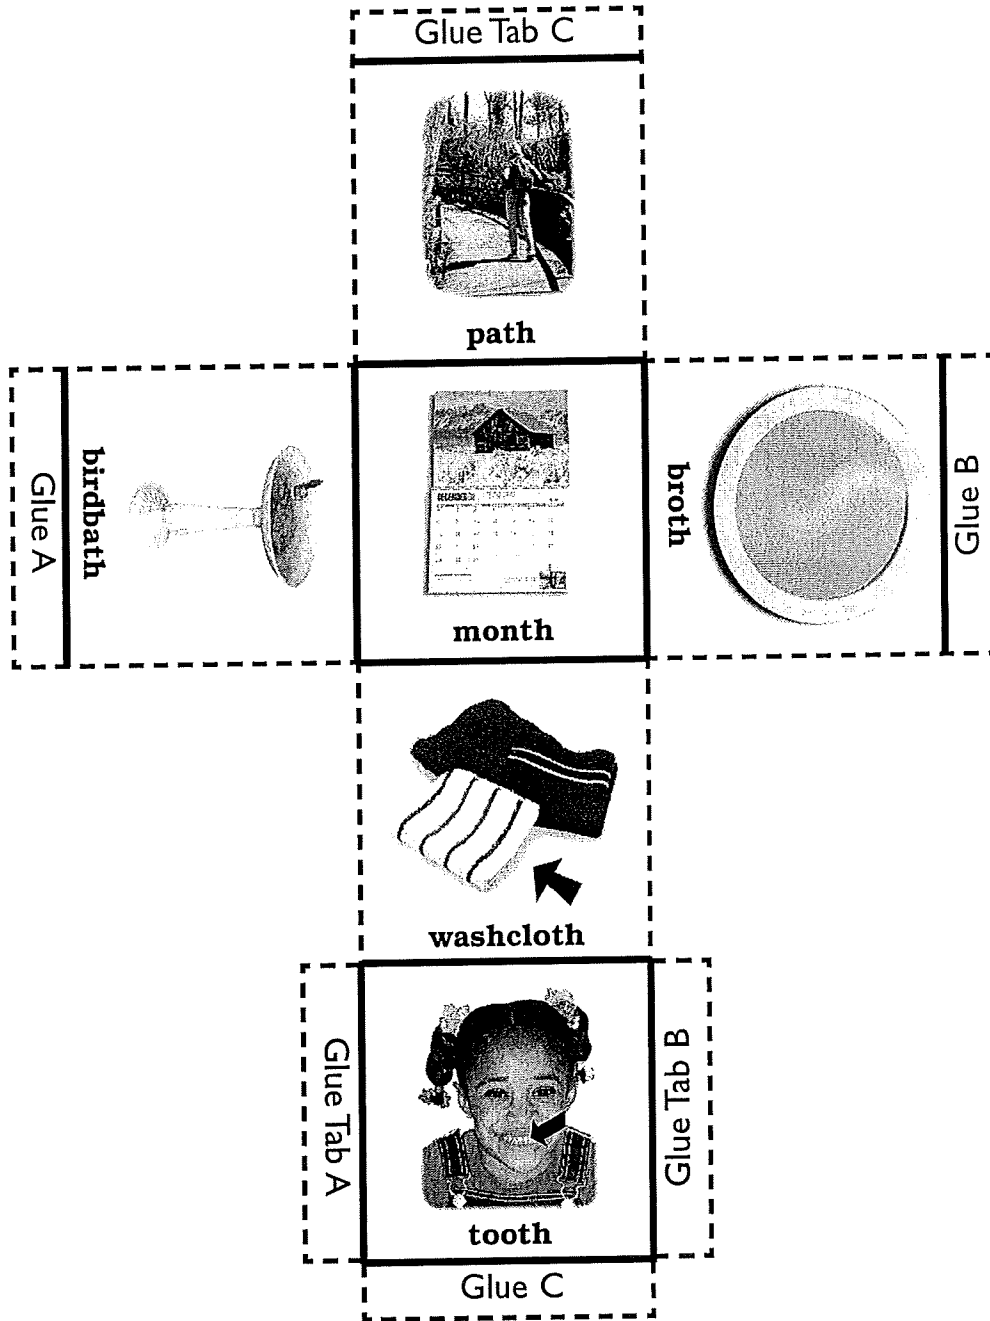 Glue Tab C
path
Glue A
birdbath
month
broth
Glue B
washcloth
Glue Tab A
tooth
Glue Tab B
Glue C